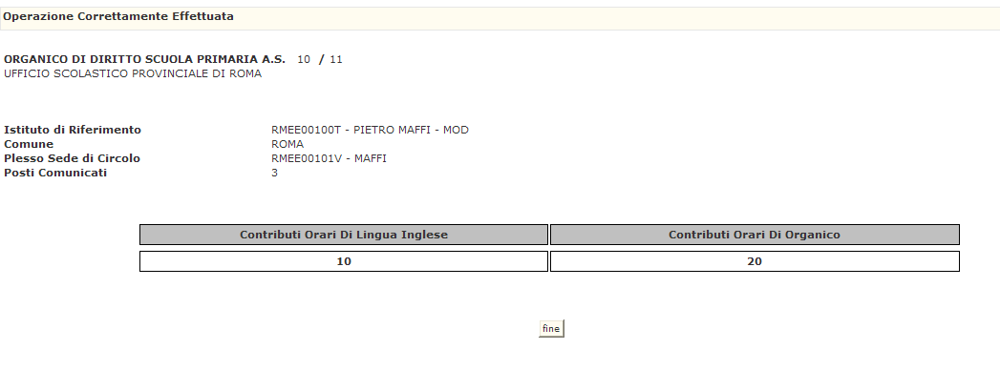 Operazione Correttamente Effettuata
ORGANICO DI DIRITTO SCUOLA PRIMARIA A.S. 10 / 11
UFFICIO SCOLASTICO PROVINCIALE DI ROMA
Istituto di Riferimento RMEE00100T - PIETRO MAFFI - MOD
Comune ROMA
Plesso Sede di Circolo RMEE00101V - MAFFI
Posti Comunicati 3
Contributi Orari Di Lingua Inglese Contributi Orari Di Organico
10 20
fine